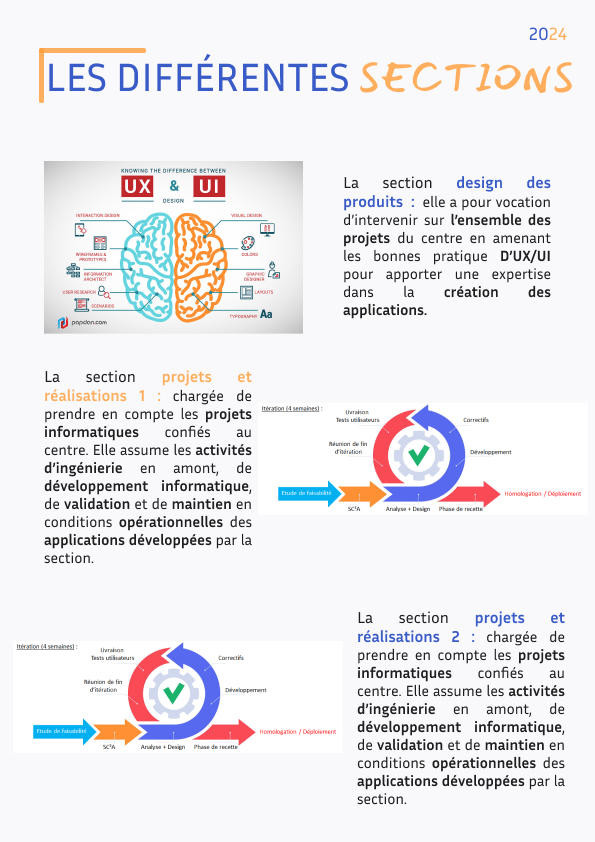 2024
LES DIFFÉRENTES SECTIONS
KNOWING THE DIFFERENCE BETWEEN
UX & UI
DESIGN
INTERACTION DESIGN
VISUAL DESIGN
WIREFRAMES &
PROTOTYPES
COLORS
INFORMATION
ARCHITECT
GRAPHIC
DESIGNER
USER RESEARCH
LAYOUTS
SCENARIOS
TYPOGRAPHY Aa
papdan.com
La section design des
produits : elle a pour vocation
d'intervenir sur l'ensemble des
projets du centre en amenant
les bonnes pratique D'UX/UI
pour apporter une expertise
dans la création des
applications.
La section projets et
réalisations 1 : chargée de
prendre en compte les projets
informatiques confiés au
centre. Elle assume les activités
d'ingénierie en amont, de
développement informatique,
de validation et de maintien en
conditions opérationnelles des
applications développées par la
section.
Itération (4 semaines) :
Livraison
Tests utilisateurs
Correctifs
Réunion de fin
d'itération
Développement
Etude de faisabilité
Homologation / Déploiement
SC²A
Analyse + Design
Phase de recette
La section projets et
réalisations 2 : chargée de
prendre en compte les projets
informatiques confiés au
centre. Elle assume les activités
d'ingénierie en amont, de
développement informatique,
de validation et de maintien en
conditions opérationnelles des
applications développées par la
section.
Itération (4 semaines) :
Livraison
Tests utilisateurs
Correctifs
Réunion de fin
d'itération
Développement
Etude de faisabilité
Homologation / Déploiement
SC²A
Analyse + Design
Phase de recette